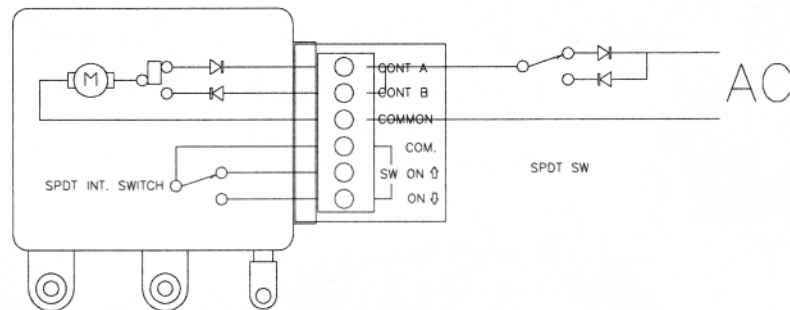 M
CONT A
CONT B
COMMON
COM.
SW ON ⇧
ON ⇩
SPDT INT. SWITCH
SPDT SW
AC